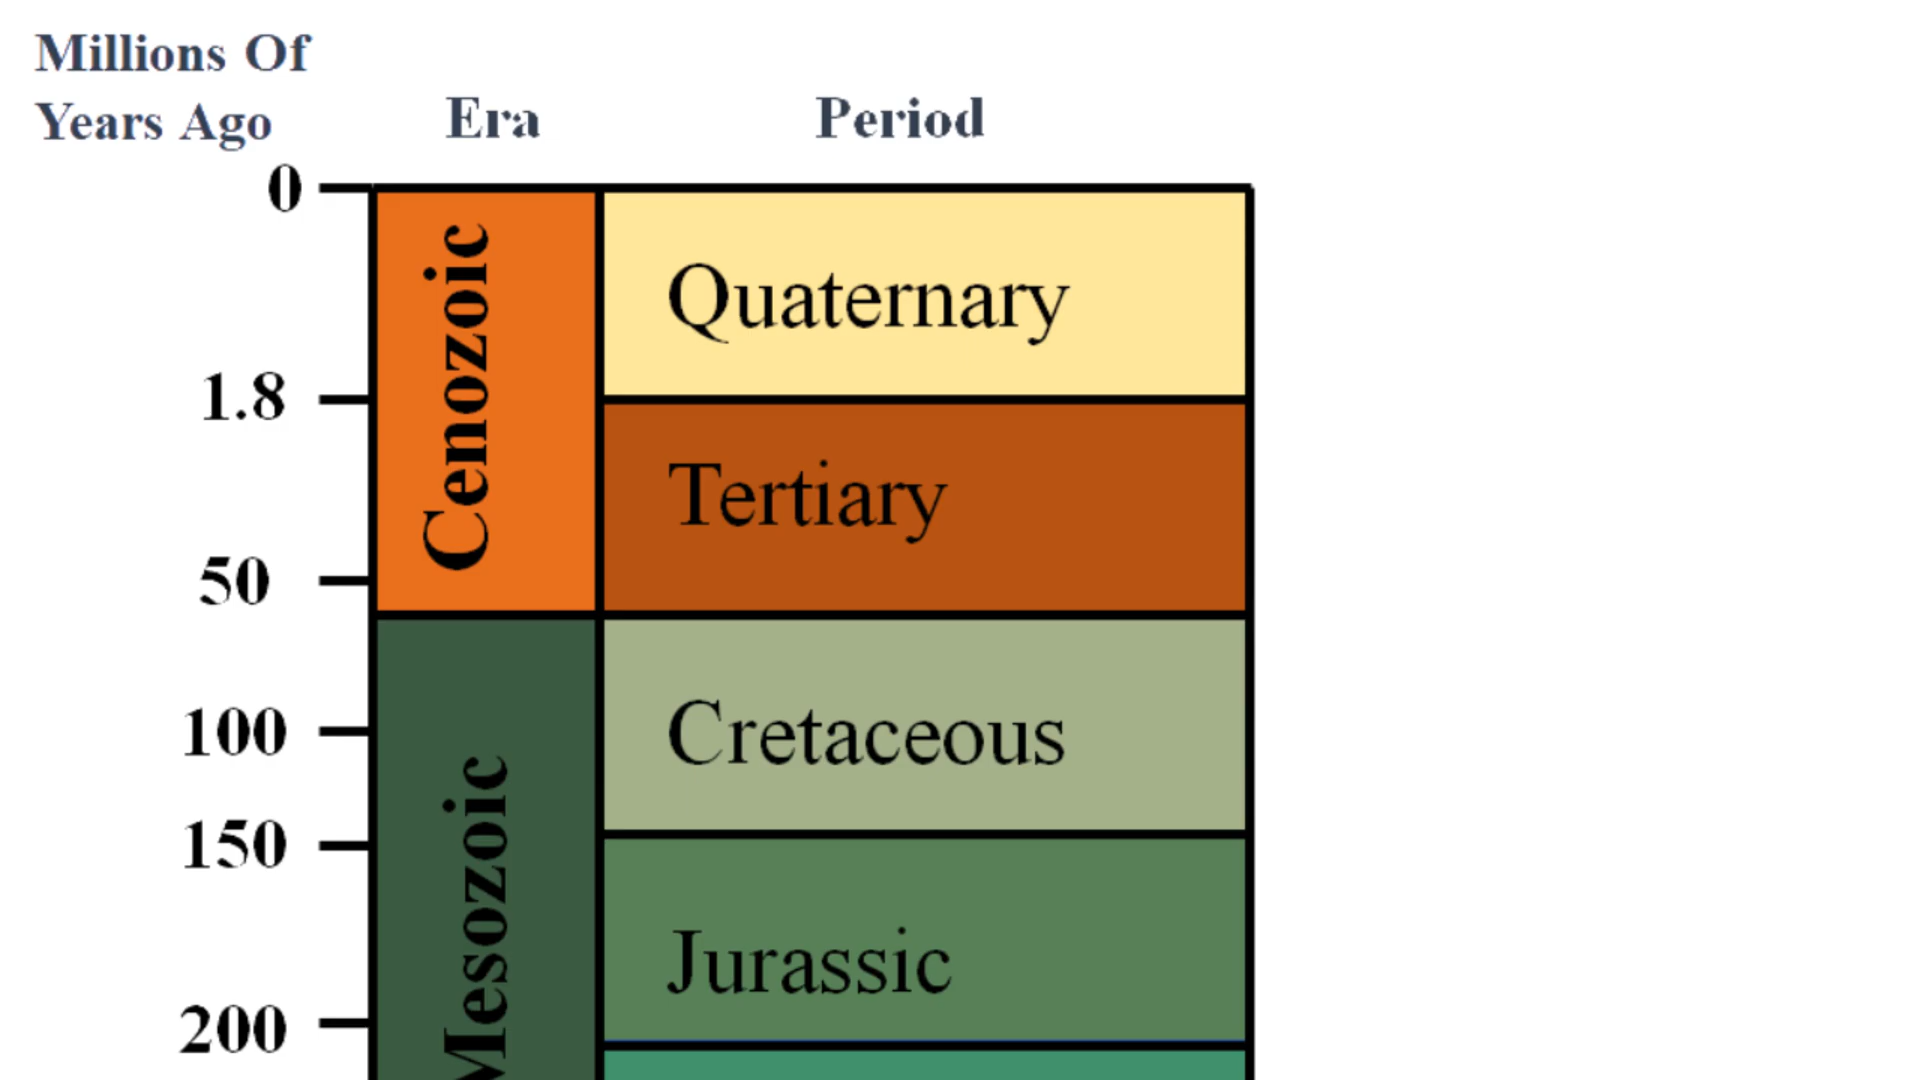 Millions Of
Years Ago
Era
Period
0
Cenozoic
Quaternary
1.8
Tertiary
50
Mesozoic
Cretaceous
100
150
Jurassic
200